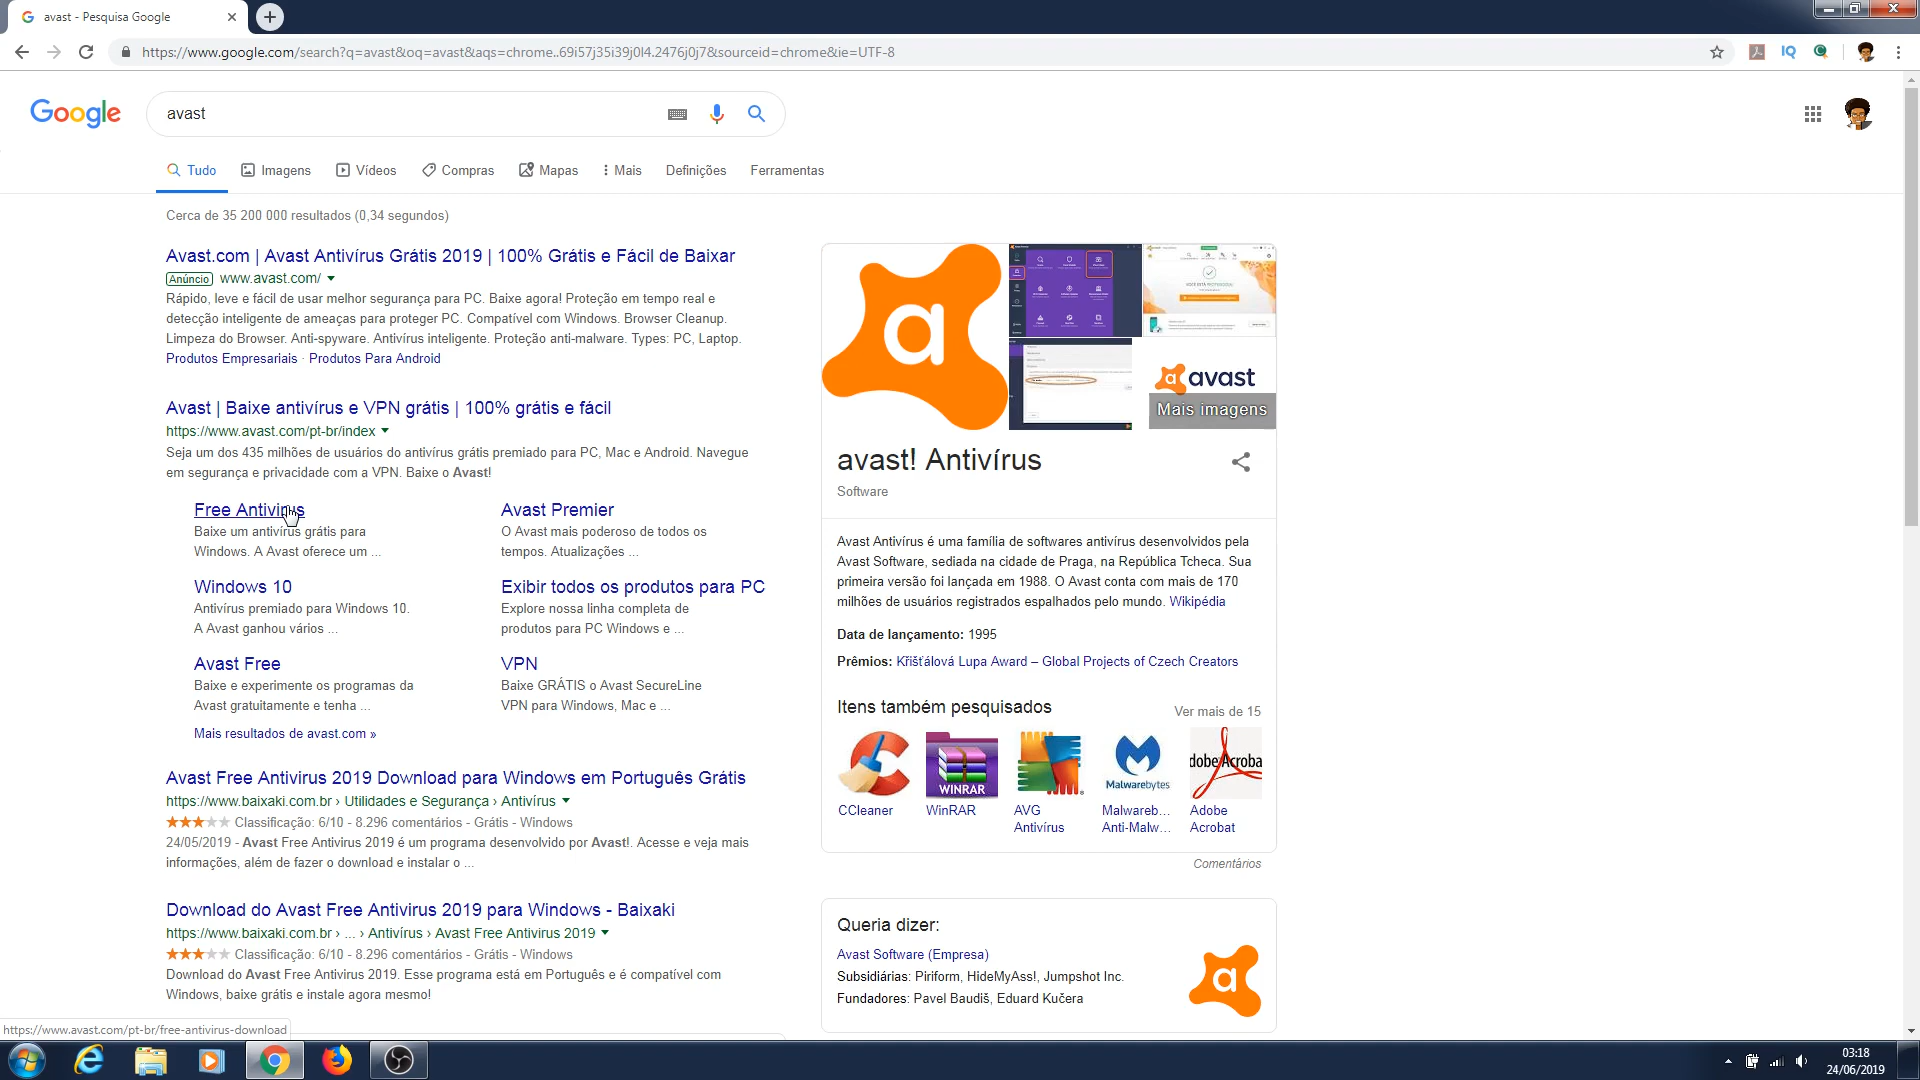 avast - Pesquisa Google
https://www.google.com/search?q=avast&oq=avast&aqs=chrome..69i57j35i39j0l4.2476j0j7&sourceid=chrome&ie=UTF-8
IQ
Google
avast
Tudo
Imagens
Vídeos
Compras
Mapas
Mais
Definições
Ferramentas
Cerca de 35 200 000 resultados (0,34 segundos)
Avast.com | Avast Antivírus Grátis 2019 | 100% Grátis e Fácil de Baixar
Anúncio www.avast.com/
Rápido, leve e fácil de usar melhor segurança para PC. Baixe agora! Proteção em tempo real e
detecção inteligente de ameaças para proteger PC. Compatível com Windows. Browser Cleanup.
Limpeza do Browser. Anti-spyware. Antivírus inteligente. Proteção anti-malware. Types: PC, Laptop.
Produtos Empresariais · Produtos Para Android
Avast | Baixe antivírus e VPN grátis | 100% grátis e fácil
https://www.avast.com/pt-br/index
Seja um dos 435 milhões de usuários do antivírus grátis premiado para PC, Mac e Android. Navegue
em segurança e privacidade com a VPN. Baixe o Avast!
Free Antivirus
Baixe um antivírus grátis para
Windows. A Avast oferece um ...
Avast Premier
O Avast mais poderoso de todos os
tempos. Atualizações ...
Windows 10
Antivírus premiado para Windows 10.
A Avast ganhou vários ...
Exibir todos os produtos para PC
Explore nossa linha completa de
produtos para PC Windows e ...
Avast Free
Baixe e experimente os programas da
Avast gratuitamente e tenha ...
VPN
Baixe GRÁTIS o Avast SecureLine
VPN para Windows, Mac e ...
Mais resultados de avast.com »
Avast Free Antivirus 2019 Download para Windows em Português Grátis
https://www.baixaki.com.br › Utilidades e Segurança › Antivírus
Classificação: 6/10 - 8.296 comentários - Grátis - Windows
24/05/2019 - Avast Free Antivirus 2019 é um programa desenvolvido por Avast!. Acesse e veja mais
informações, além de fazer o download e instalar o ...
Download do Avast Free Antivirus 2019 para Windows - Baixaki
https://www.baixaki.com.br › ... › Antivírus › Avast Free Antivirus 2019
Classificação: 6/10 - 8.296 comentários - Grátis - Windows
Download do Avast Free Antivirus 2019. Esse programa está em Português e é compatível com
Windows, baixe grátis e instale agora mesmo!
a
avast
Mais imagens
avast! Antivírus
Software
Avast Antivírus é uma família de softwares antivírus desenvolvidos pela
Avast Software, sediada na cidade de Praga, na República Tcheca. Sua
primeira versão foi lançada em 1988. O Avast conta com mais de 170
milhões de usuários registrados espalhados pelo mundo. Wikipédia
Data de lançamento: 1995
Prêmios: Křišťálová Lupa Award – Global Projects of Czech Creators
Itens também pesquisados
Ver mais de 15
WINRAR
Malwarebytes
dobe Acroba
CCleaner
WinRAR
AVG
Antivírus
Malwareb...
Anti-Malw...
Adobe
Acrobat
Comentários
Queria dizer:
Avast Software (Empresa)
Subsidiárias: Piriform, HideMyAss!, Jumpshot Inc.
Fundadores: Pavel Baudiš, Eduard Kučera
a
https://www.avast.com/pt-br/free-antivirus-download
03:18
24/06/2019